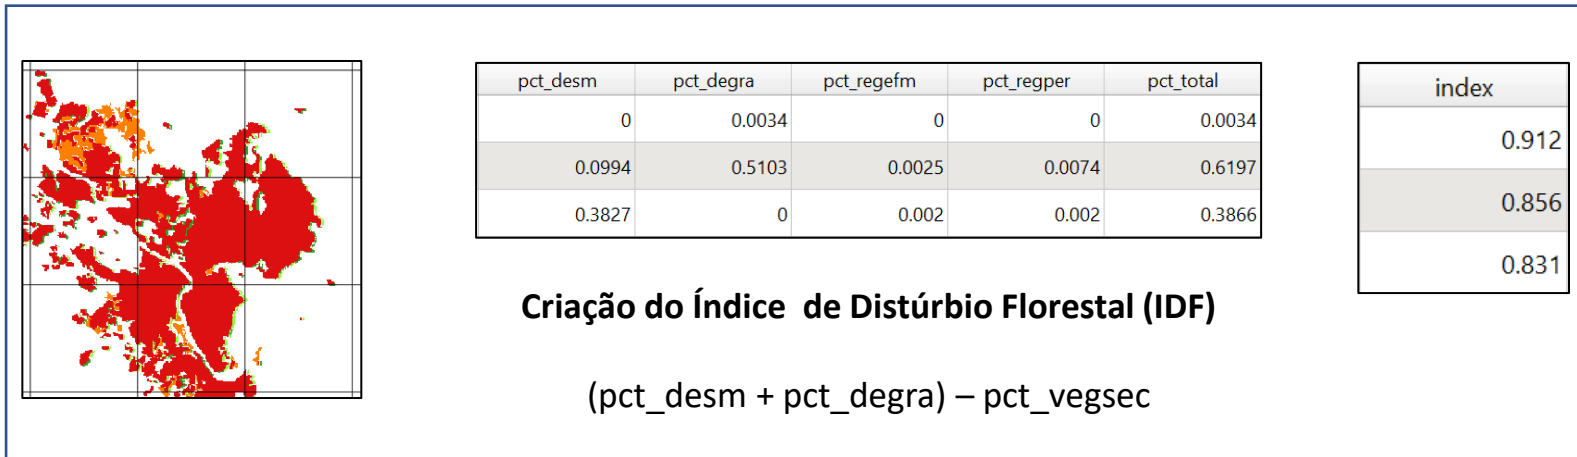 pct_desm pct_degra pct_regefm pct_regper pct_total
0 0.0034 0 0 0.0034
0.0994 0.5103 0.0025 0.0074 0.6197
0.3827 0 0.002 0.002 0.3866
index
0.912
0.856
0.831
Criação do Índice de Distúrbio Florestal (IDF)
(pct_desm + pct_degra) – pct_vegsec